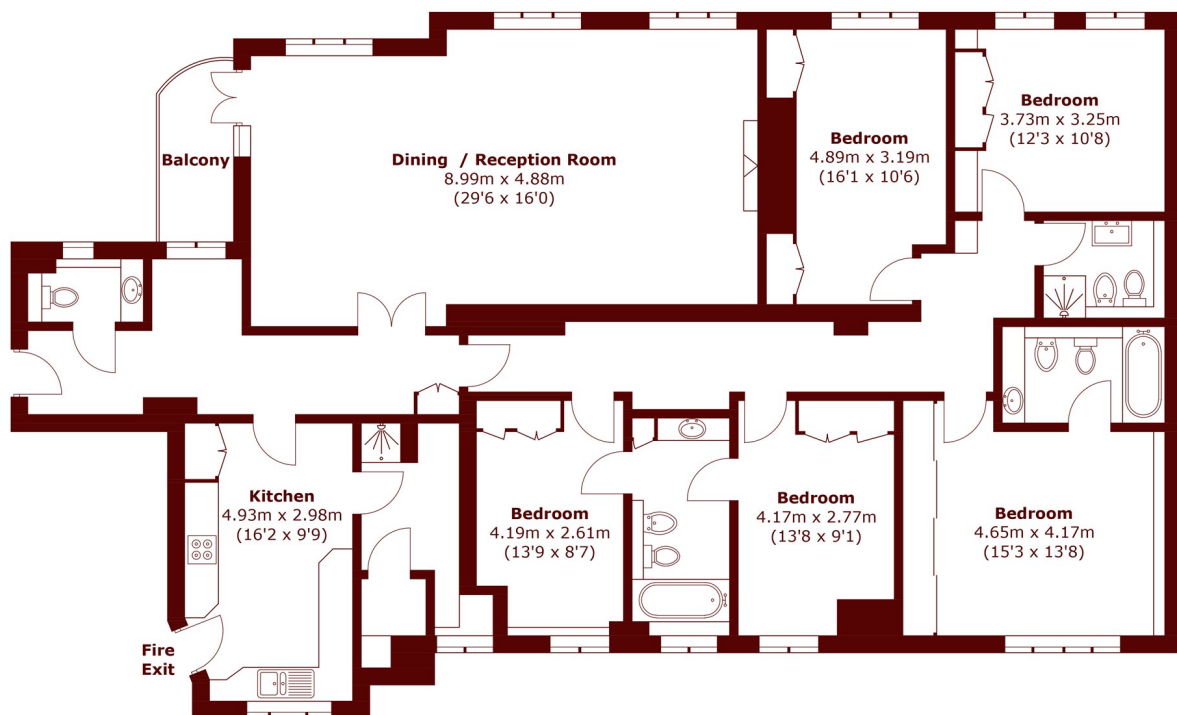 Balcony
Dining / Reception Room
8.99m x 4.88m
(29'6 x 16'0)
Bedroom
4.89m x 3.19m
(16'1 x 10'6)
Bedroom
3.73m x 3.25m
(12'3 x 10'8)
Kitchen
4.93m x 2.98m
(16'2 x 9'9)
Bedroom
4.19m x 2.61m
(13'9 x 8'7)
Bedroom
4.17m x 2.77m
(13'8 x 9'1)
Bedroom
4.65m x 4.17m
(15'3 x 13'8)
Fire
Exit